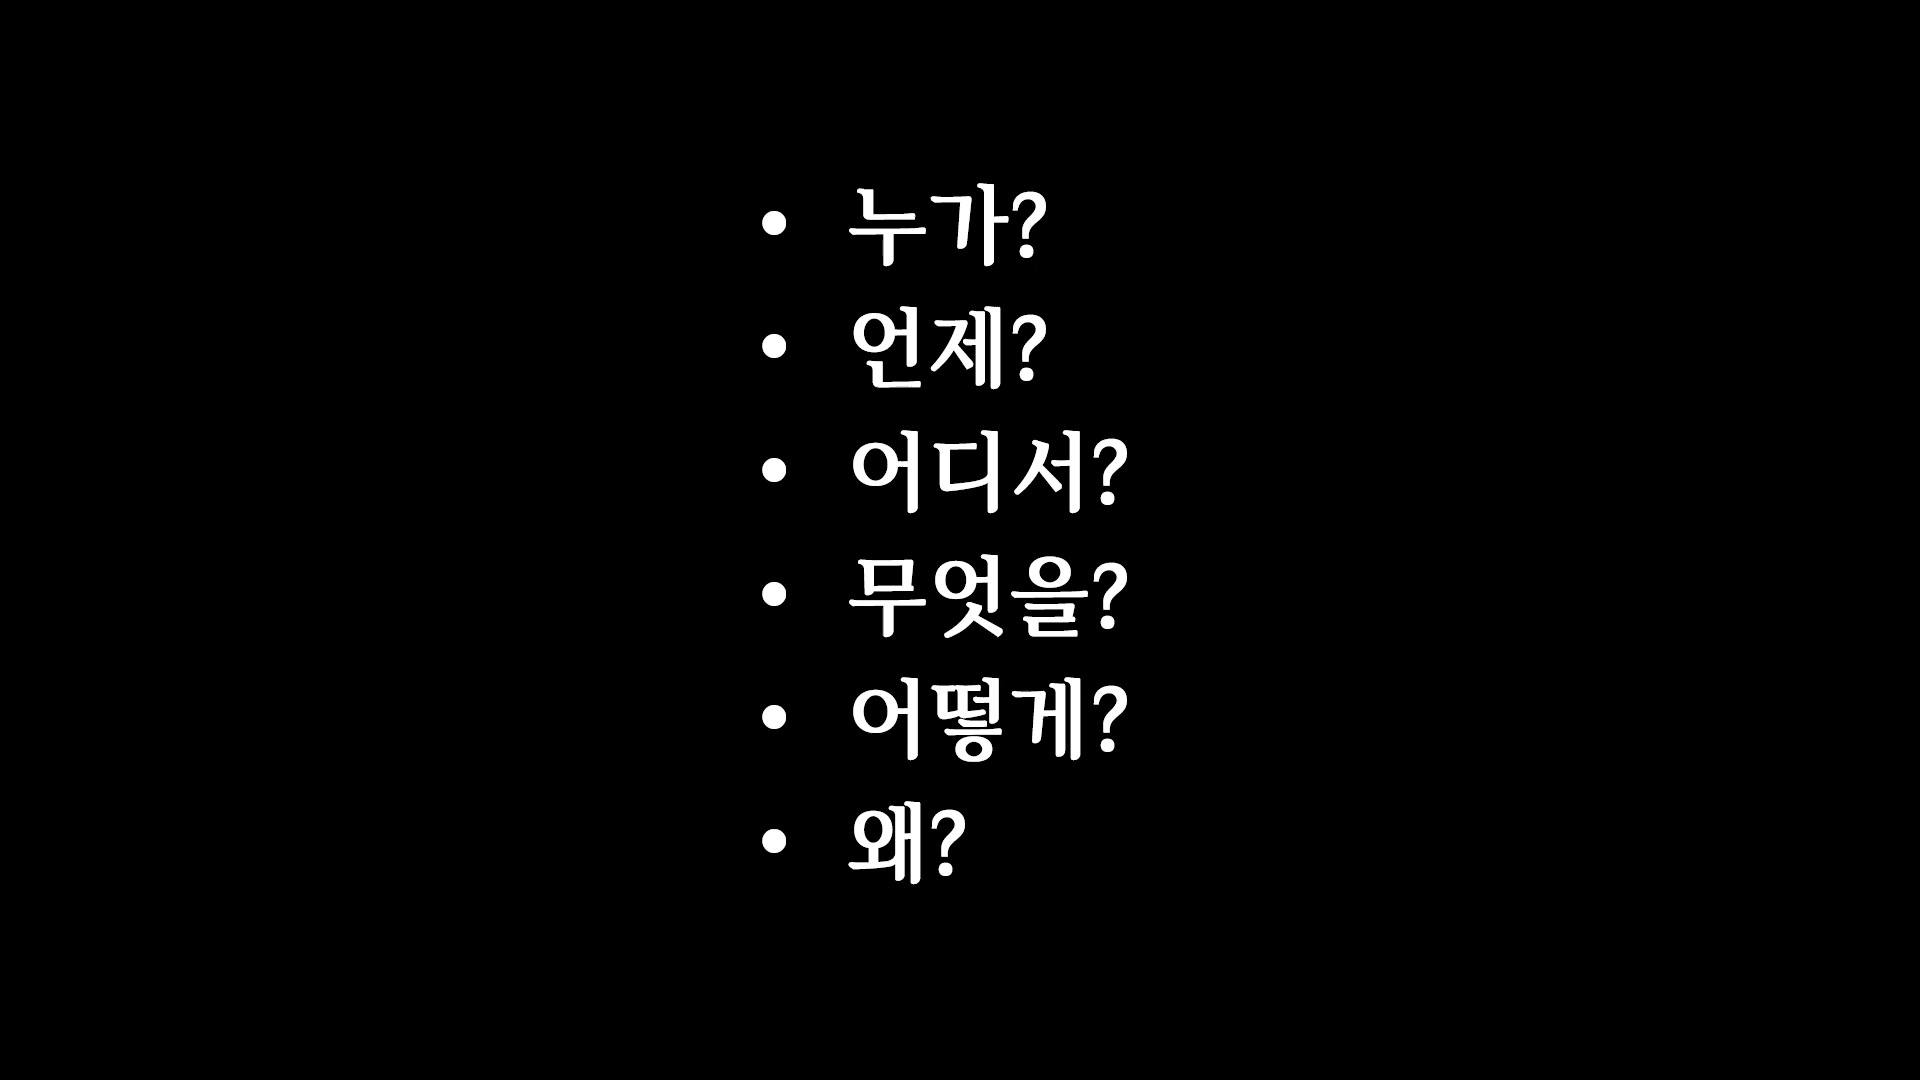 • 누가?
• 언제?
• 어디서?
• 무엇을?
• 어떻게?
• 왜?